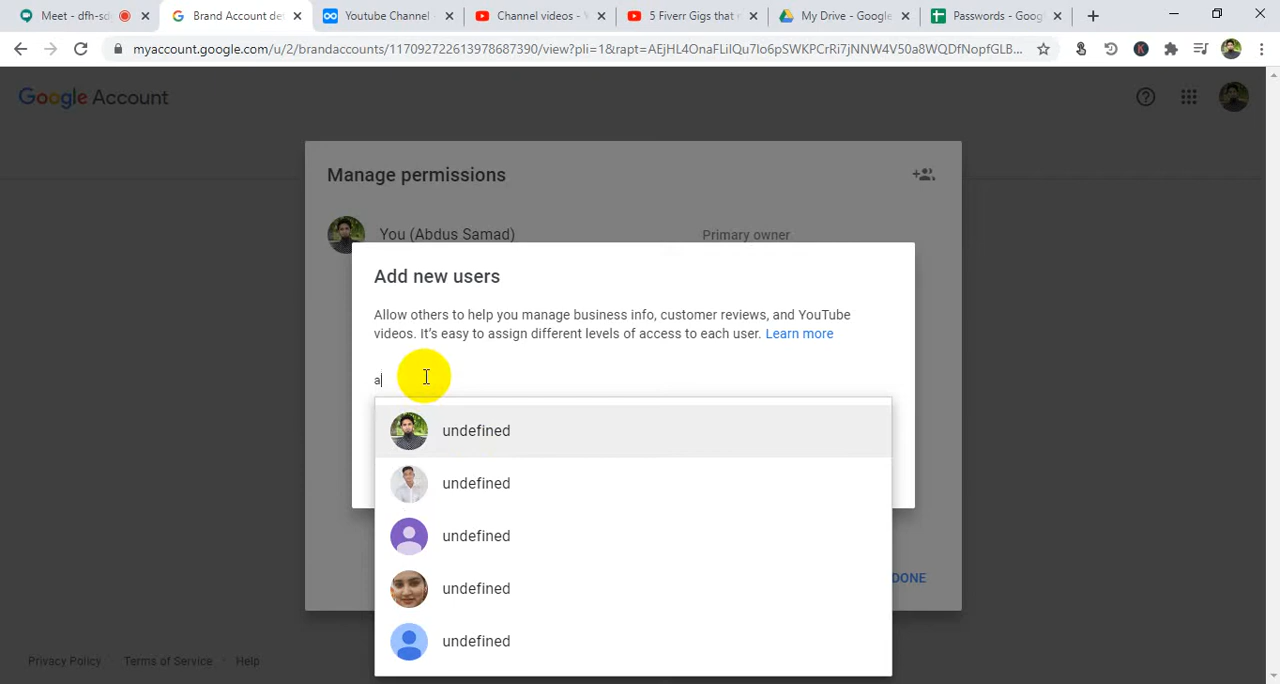 Meet - dfh-sd
Brand Account de
Youtube Channel
Channel videos - Y
5 Fiverr Gigs that r
My Drive - Google
Passwords - Goog
myaccount.google.com/u/2/brandaccounts/117092722613978687390/view?pli=1&rapt=AEjHL4OnaFLiIQu7Io6pSWKPCrRi7jNNW4V50a8WQDfNopfGLB...
K
Google Account
Manage permissions
You (Abdus Samad)
Primary owner
Add new users
Allow others to help you manage business info, customer reviews, and YouTube
videos. It's easy to assign different levels of access to each user. Learn more
a
undefined
undefined
undefined
undefined
undefined
DONE
Privacy Policy
Terms of Service · Help